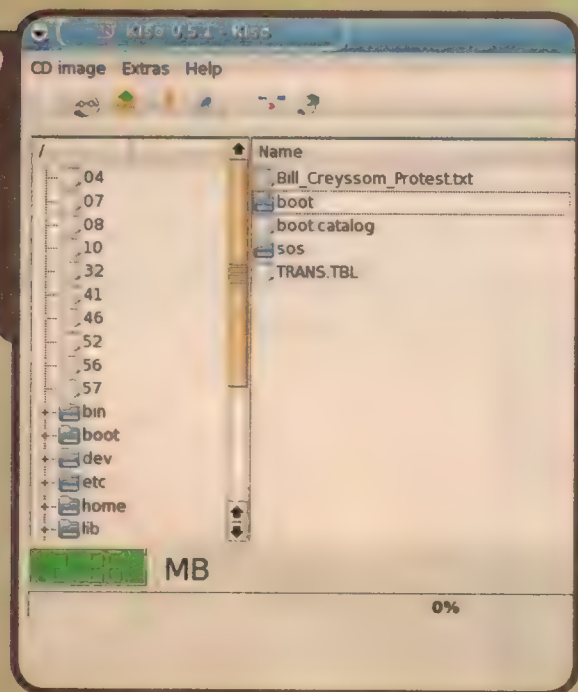 CD image Extras Help
/
04
07
08
10
32
41
46
52
56
57
bin
boot
dev
etc
home
lib
Name
Bill_Creyssom_Protest.txt
boot
boot catalog
sos
TRANS.TBL
MB
0%